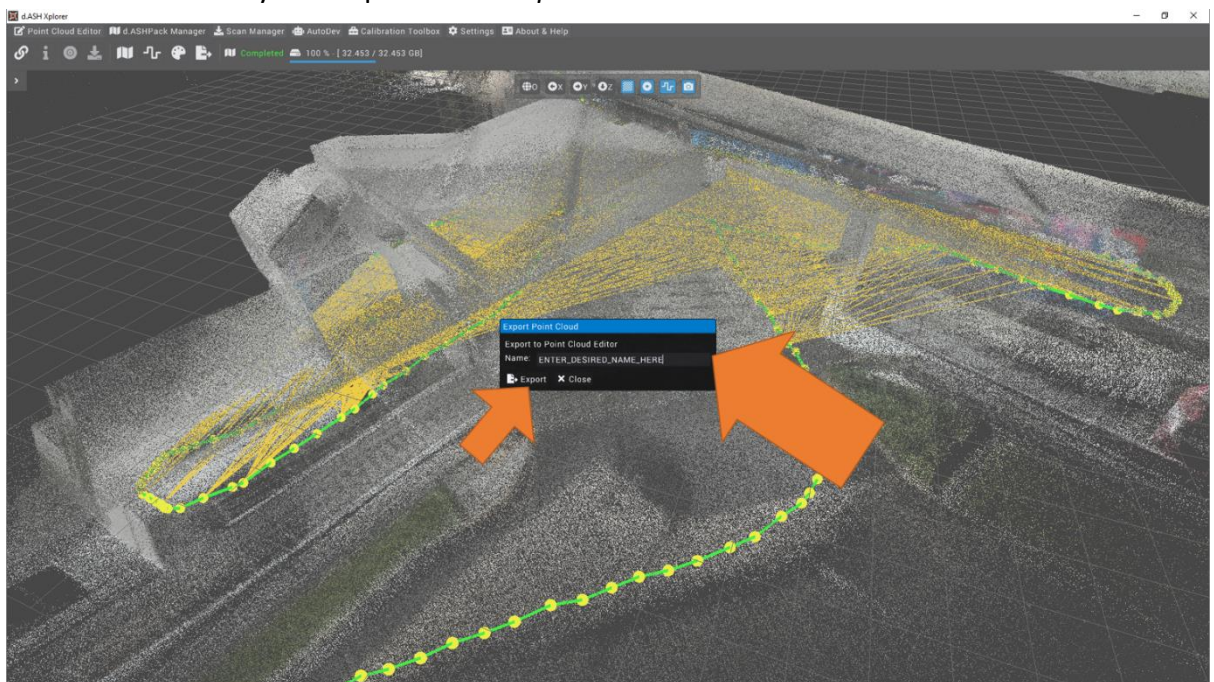 d.ASH Xplorer
Point Cloud Editor d.ASHPack Manager Scan Manager AutoDev Calibration Toolbox Settings About & Help
Completed 100 % - [ 32.453 / 32.453 GB]
O X Y Z
Export Point Cloud
Export to Point Cloud Editor
Name: ENTER_DESIRED_NAME_HERE
Export Close